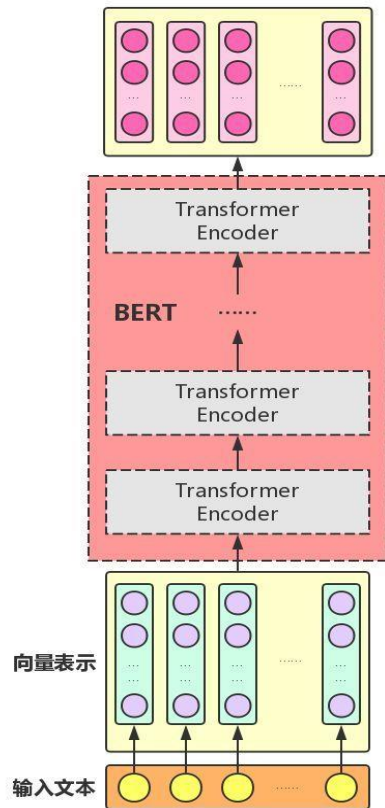 ...
...
...
......
...
Transformer
Encoder
BERT
......
Transformer
Encoder
Transformer
Encoder
向量表示
...
...
...
......
...
...
...
...
...
输入文本
......